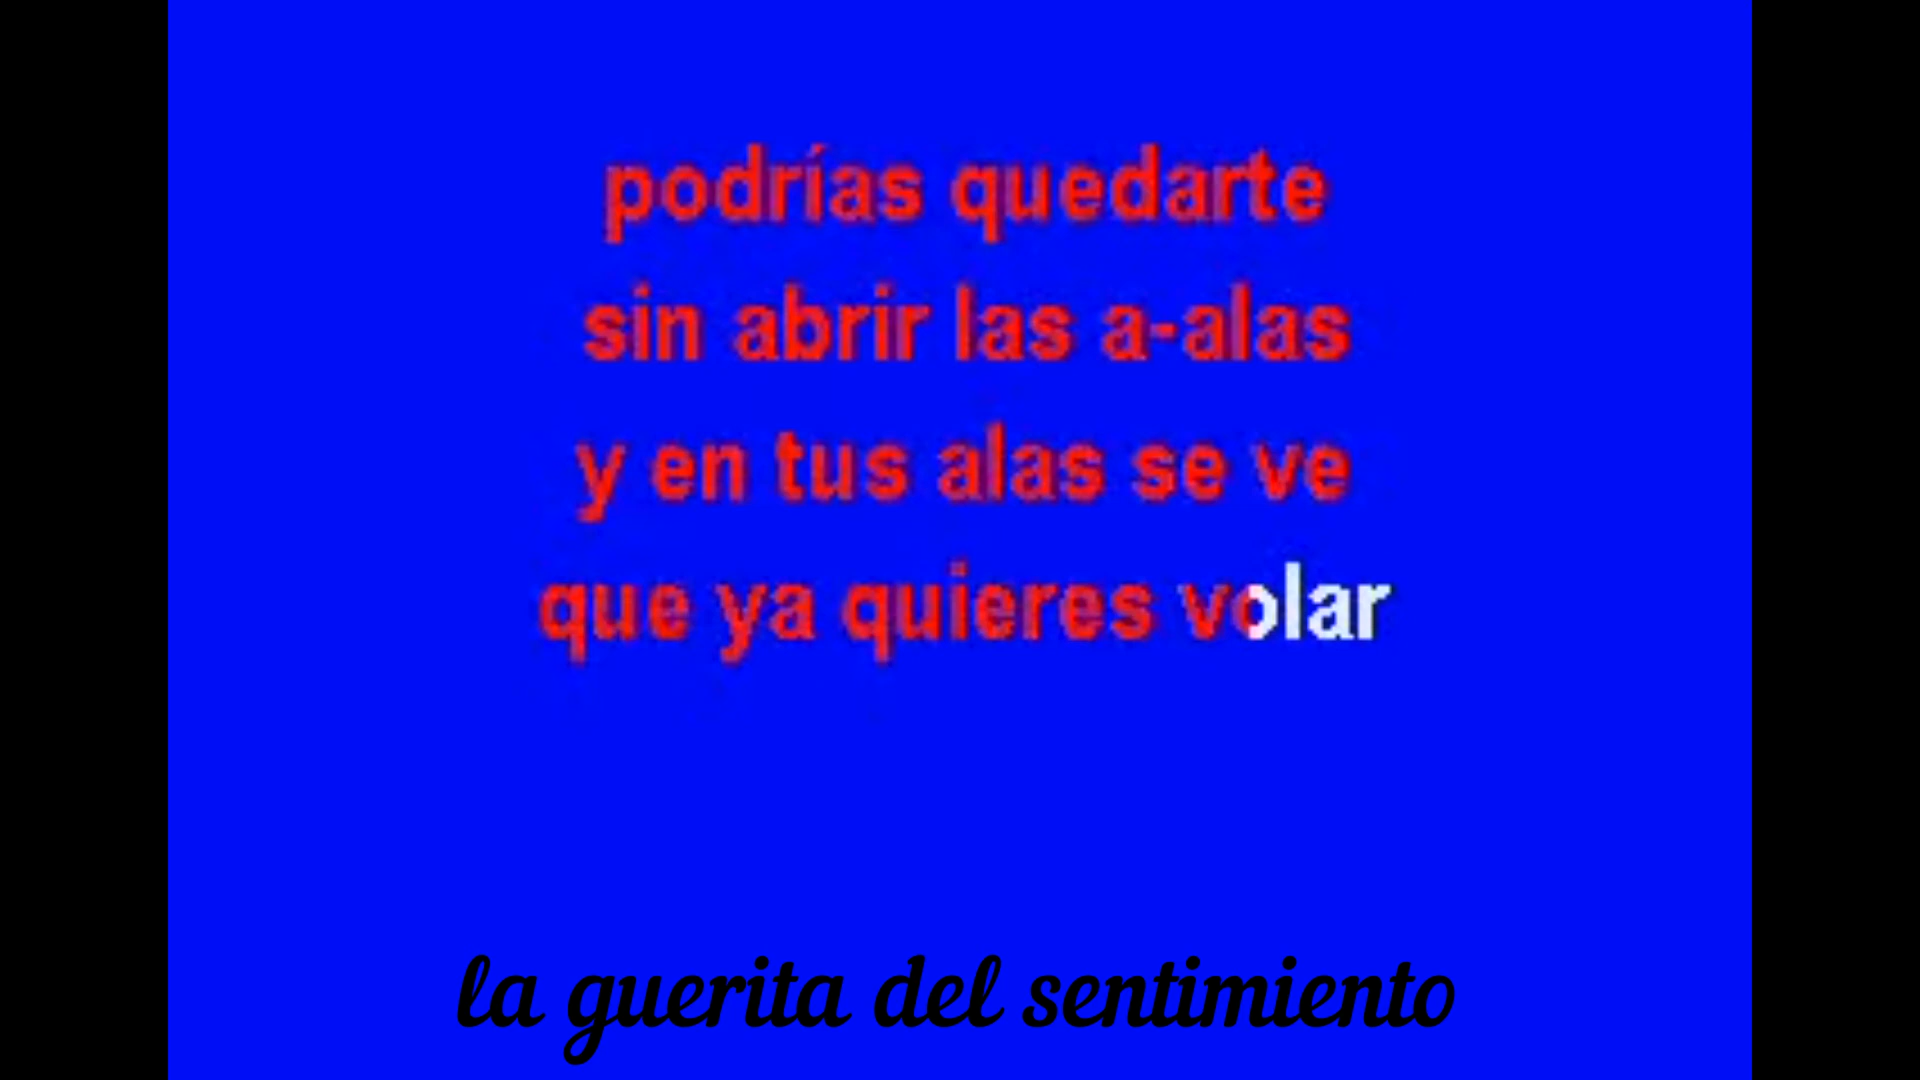 podrías quedarte
sin abrir las a-alas
y en tus alas se ve
que ya quieres volar
la guerita del sentimiento